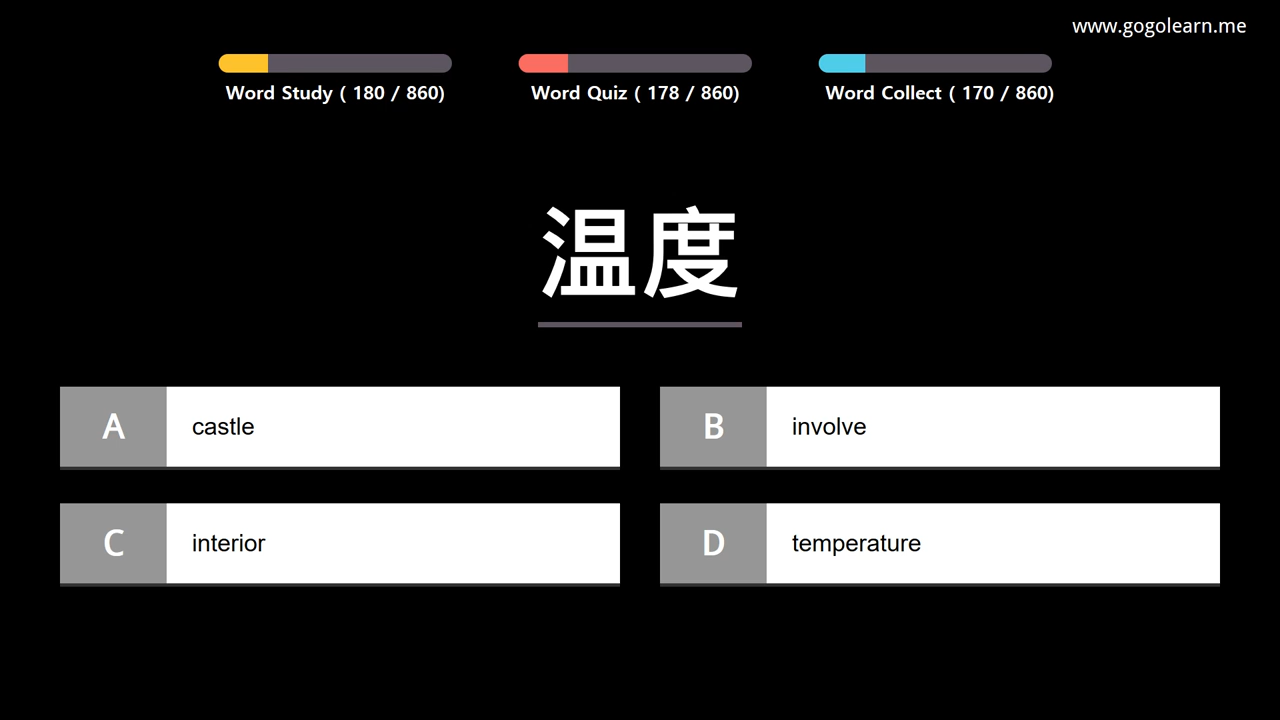 www.gogolearn.me
Word Study ( 180 / 860)
Word Quiz ( 178 / 860)
Word Collect ( 170 / 860)
温度
A castle
B involve
C interior
D temperature